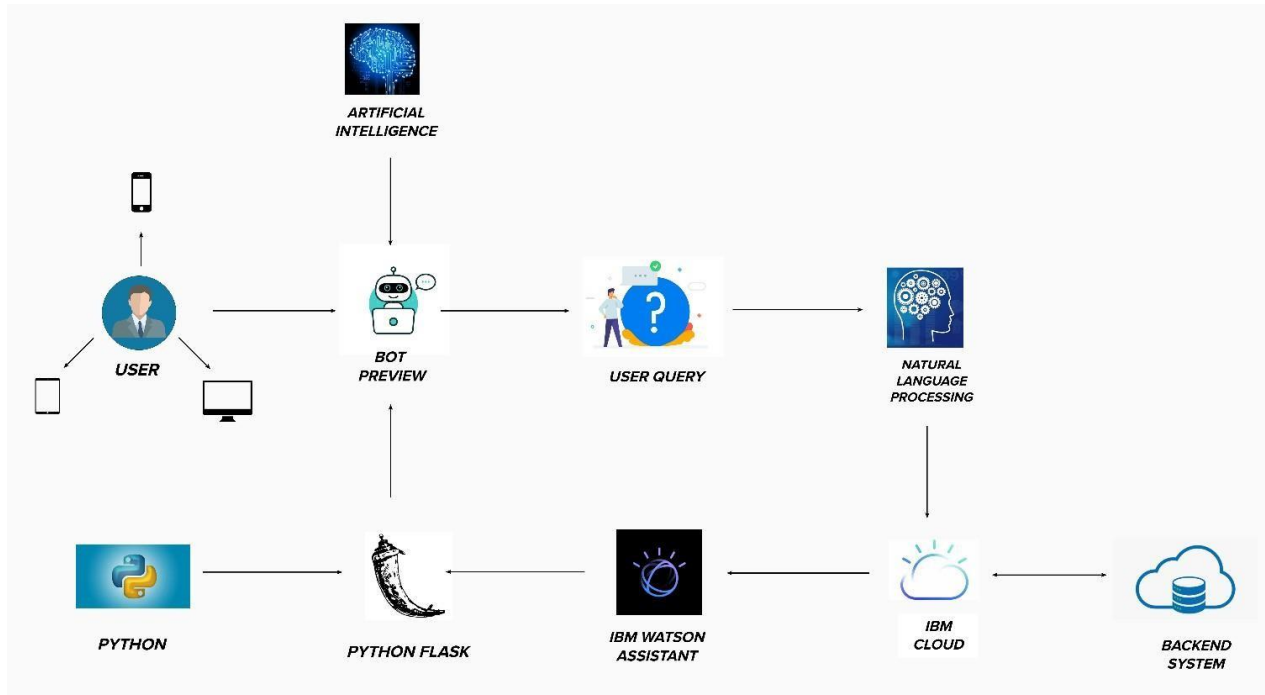 ARTIFICIAL
INTELLIGENCE
USER
BOT
PREVIEW
USER QUERY
NATURAL
LANGUAGE
PROCESSING
PYTHON
PYTHON FLASK
IBM WATSON
ASSISTANT
IBM
CLOUD
BACKEND
SYSTEM